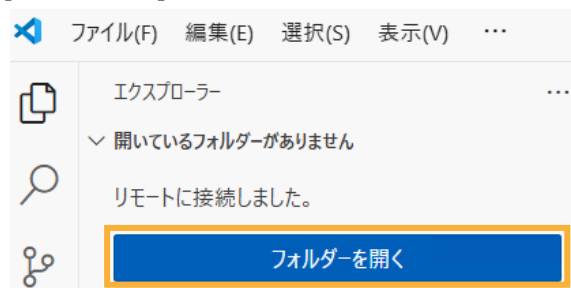 ファイル(F) 編集(E) 選択(S) 表示(V) …
エクスプローラー …
開いているフォルダーがありません
リモートに接続しました。
フォルダーを開く